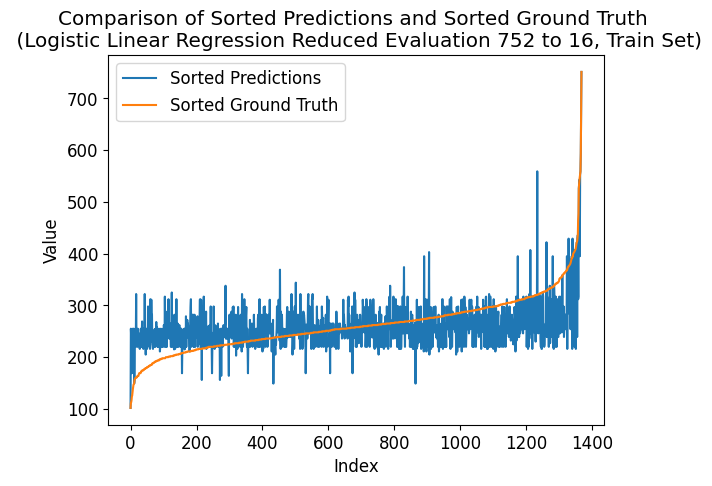 Comparison of Sorted Predictions and Sorted Ground Truth
(Logistic Linear Regression Reduced Evaluation 752 to 16, Train Set)
Sorted Predictions
Sorted Ground Truth
700
600
500
400
300
200
100
Value
0 200 400 600 800 1000 1200 1400
Index